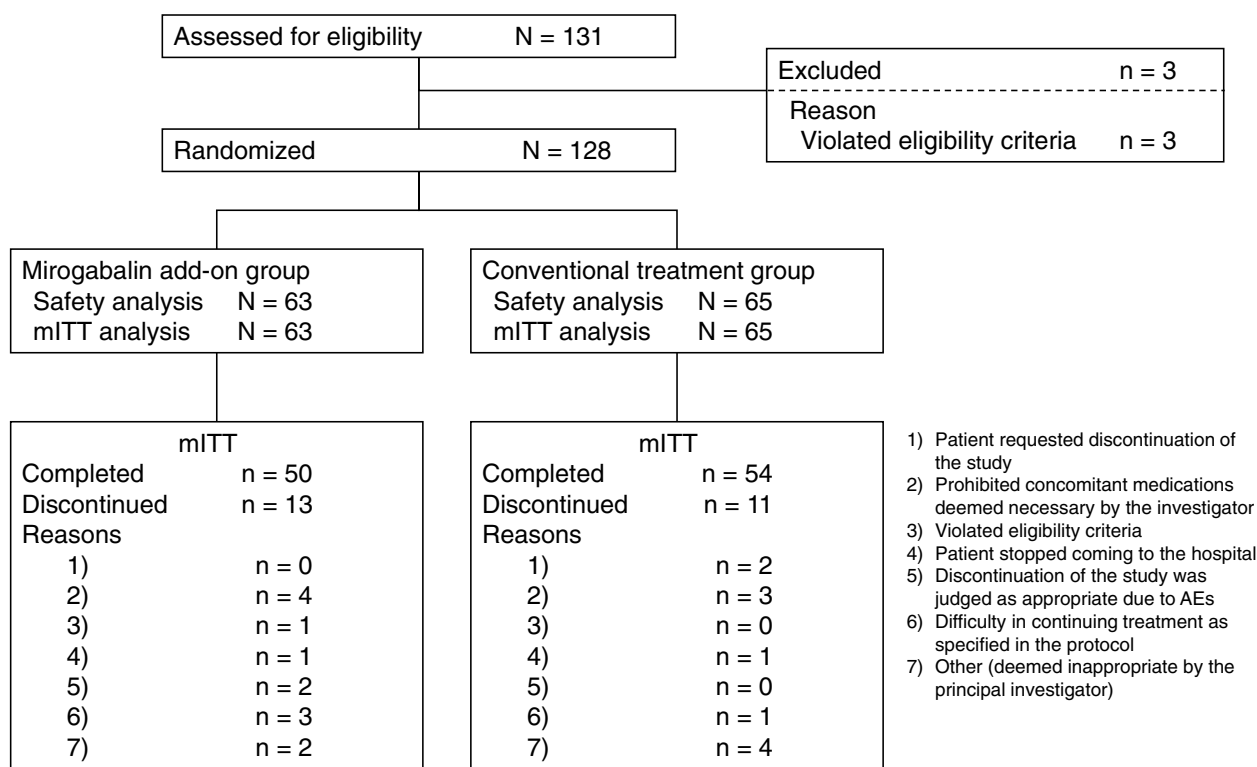 Assessed for eligibility N = 131
Excluded n = 3
Reason
Violated eligibility criteria n = 3
Randomized N = 128
Mirogabalin add-on group
Safety analysis N = 63
mITT analysis N = 63
Conventional treatment group
Safety analysis N = 65
mITT analysis N = 65
mITT
Completed n = 50
Discontinued n = 13
Reasons
1) n = 0
2) n = 4
3) n = 1
4) n = 1
5) n = 2
6) n = 3
7) n = 2
mITT
Completed n = 54
Discontinued n = 11
Reasons
1) n = 2
2) n = 3
3) n = 0
4) n = 1
5) n = 0
6) n = 1
7) n = 4
1) Patient requested discontinuation of
the study
2) Prohibited concomitant medications
deemed necessary by the investigator
3) Violated eligibility criteria
4) Patient stopped coming to the hospital
5) Discontinuation of the study was
judged as appropriate due to AEs
6) Difficulty in continuing treatment as
specified in the protocol
7) Other (deemed inappropriate by the
principal investigator)